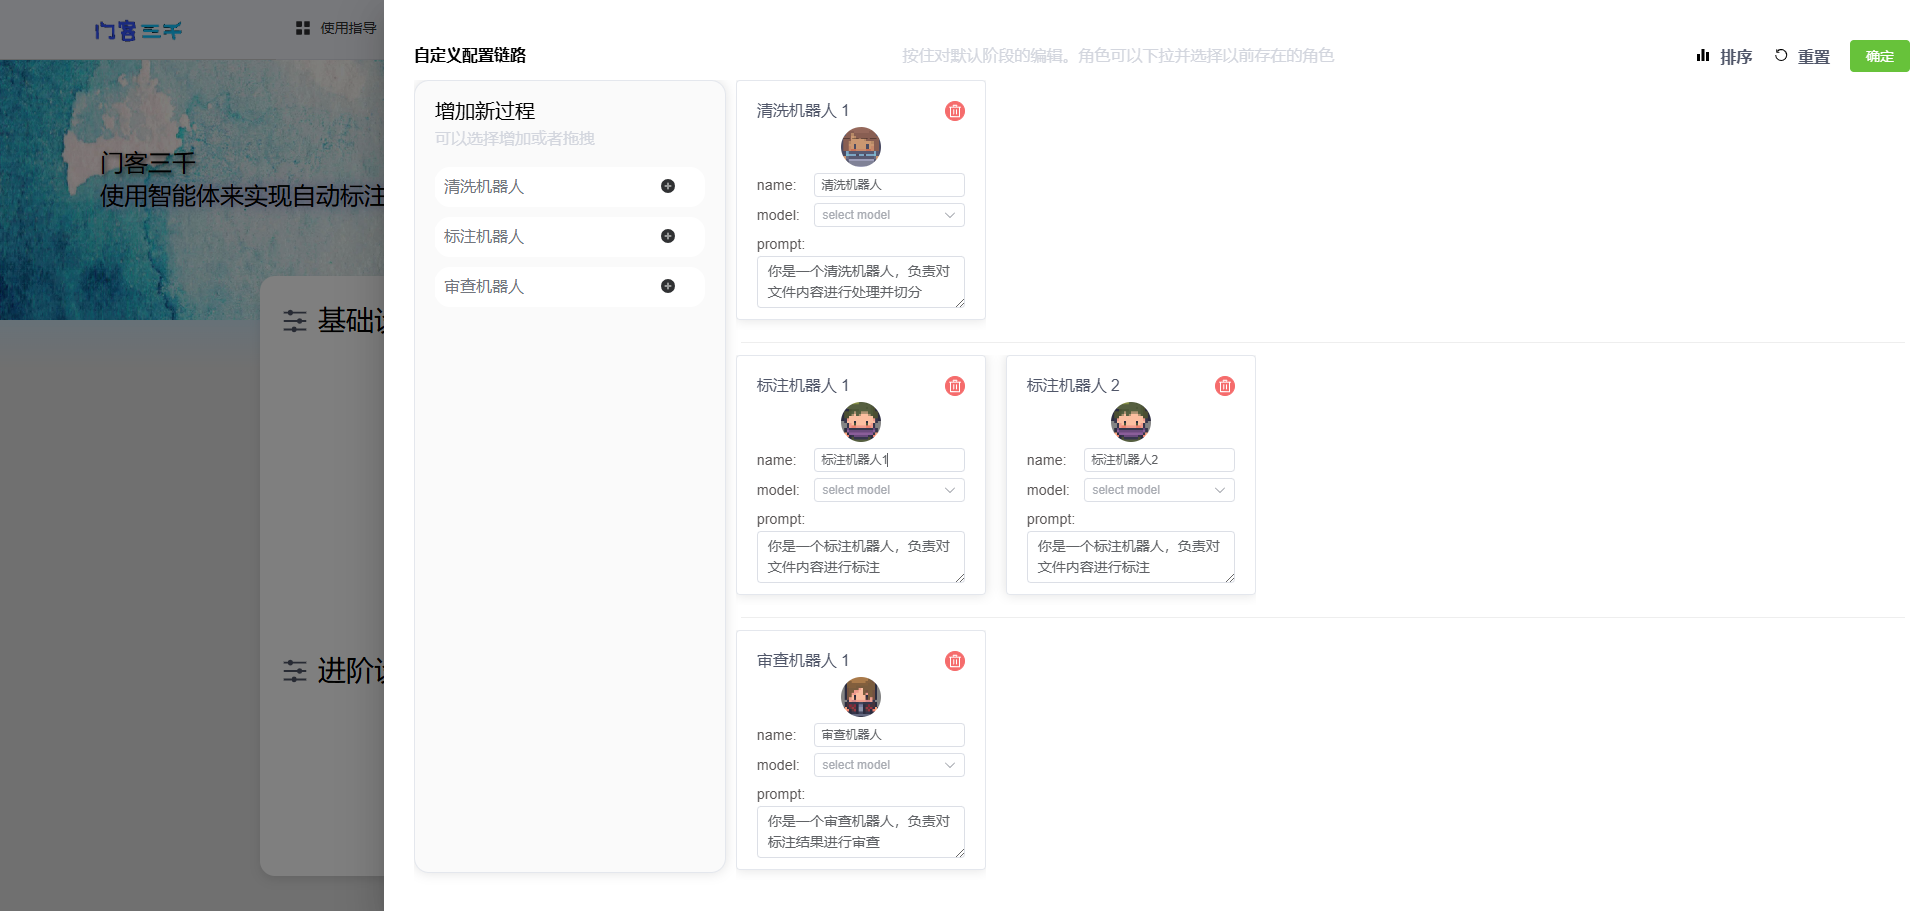 门客三千
使用指导
门客三千
使用智能体来实现自动标注
基础设
进阶设
自定义配置链路
按住对默认阶段的编辑。角色可以下拉并选择以前存在的角色
排序
重置
确定
增加新过程
可以选择增加或者拖拽
清洗机器人
标注机器人
审查机器人
清洗机器人 1
name:
清洗机器人
model:
select model
prompt:
你是一个清洗机器人，负责对
文件内容进行处理并切分
标注机器人 1
name:
标注机器人1
model:
select model
prompt:
你是一个标注机器人，负责对
文件内容进行标注
标注机器人 2
name:
标注机器人2
model:
select model
prompt:
你是一个标注机器人，负责对
文件内容进行标注
审查机器人 1
name:
审查机器人
model:
select model
prompt:
你是一个审查机器人，负责对
标注结果进行审查